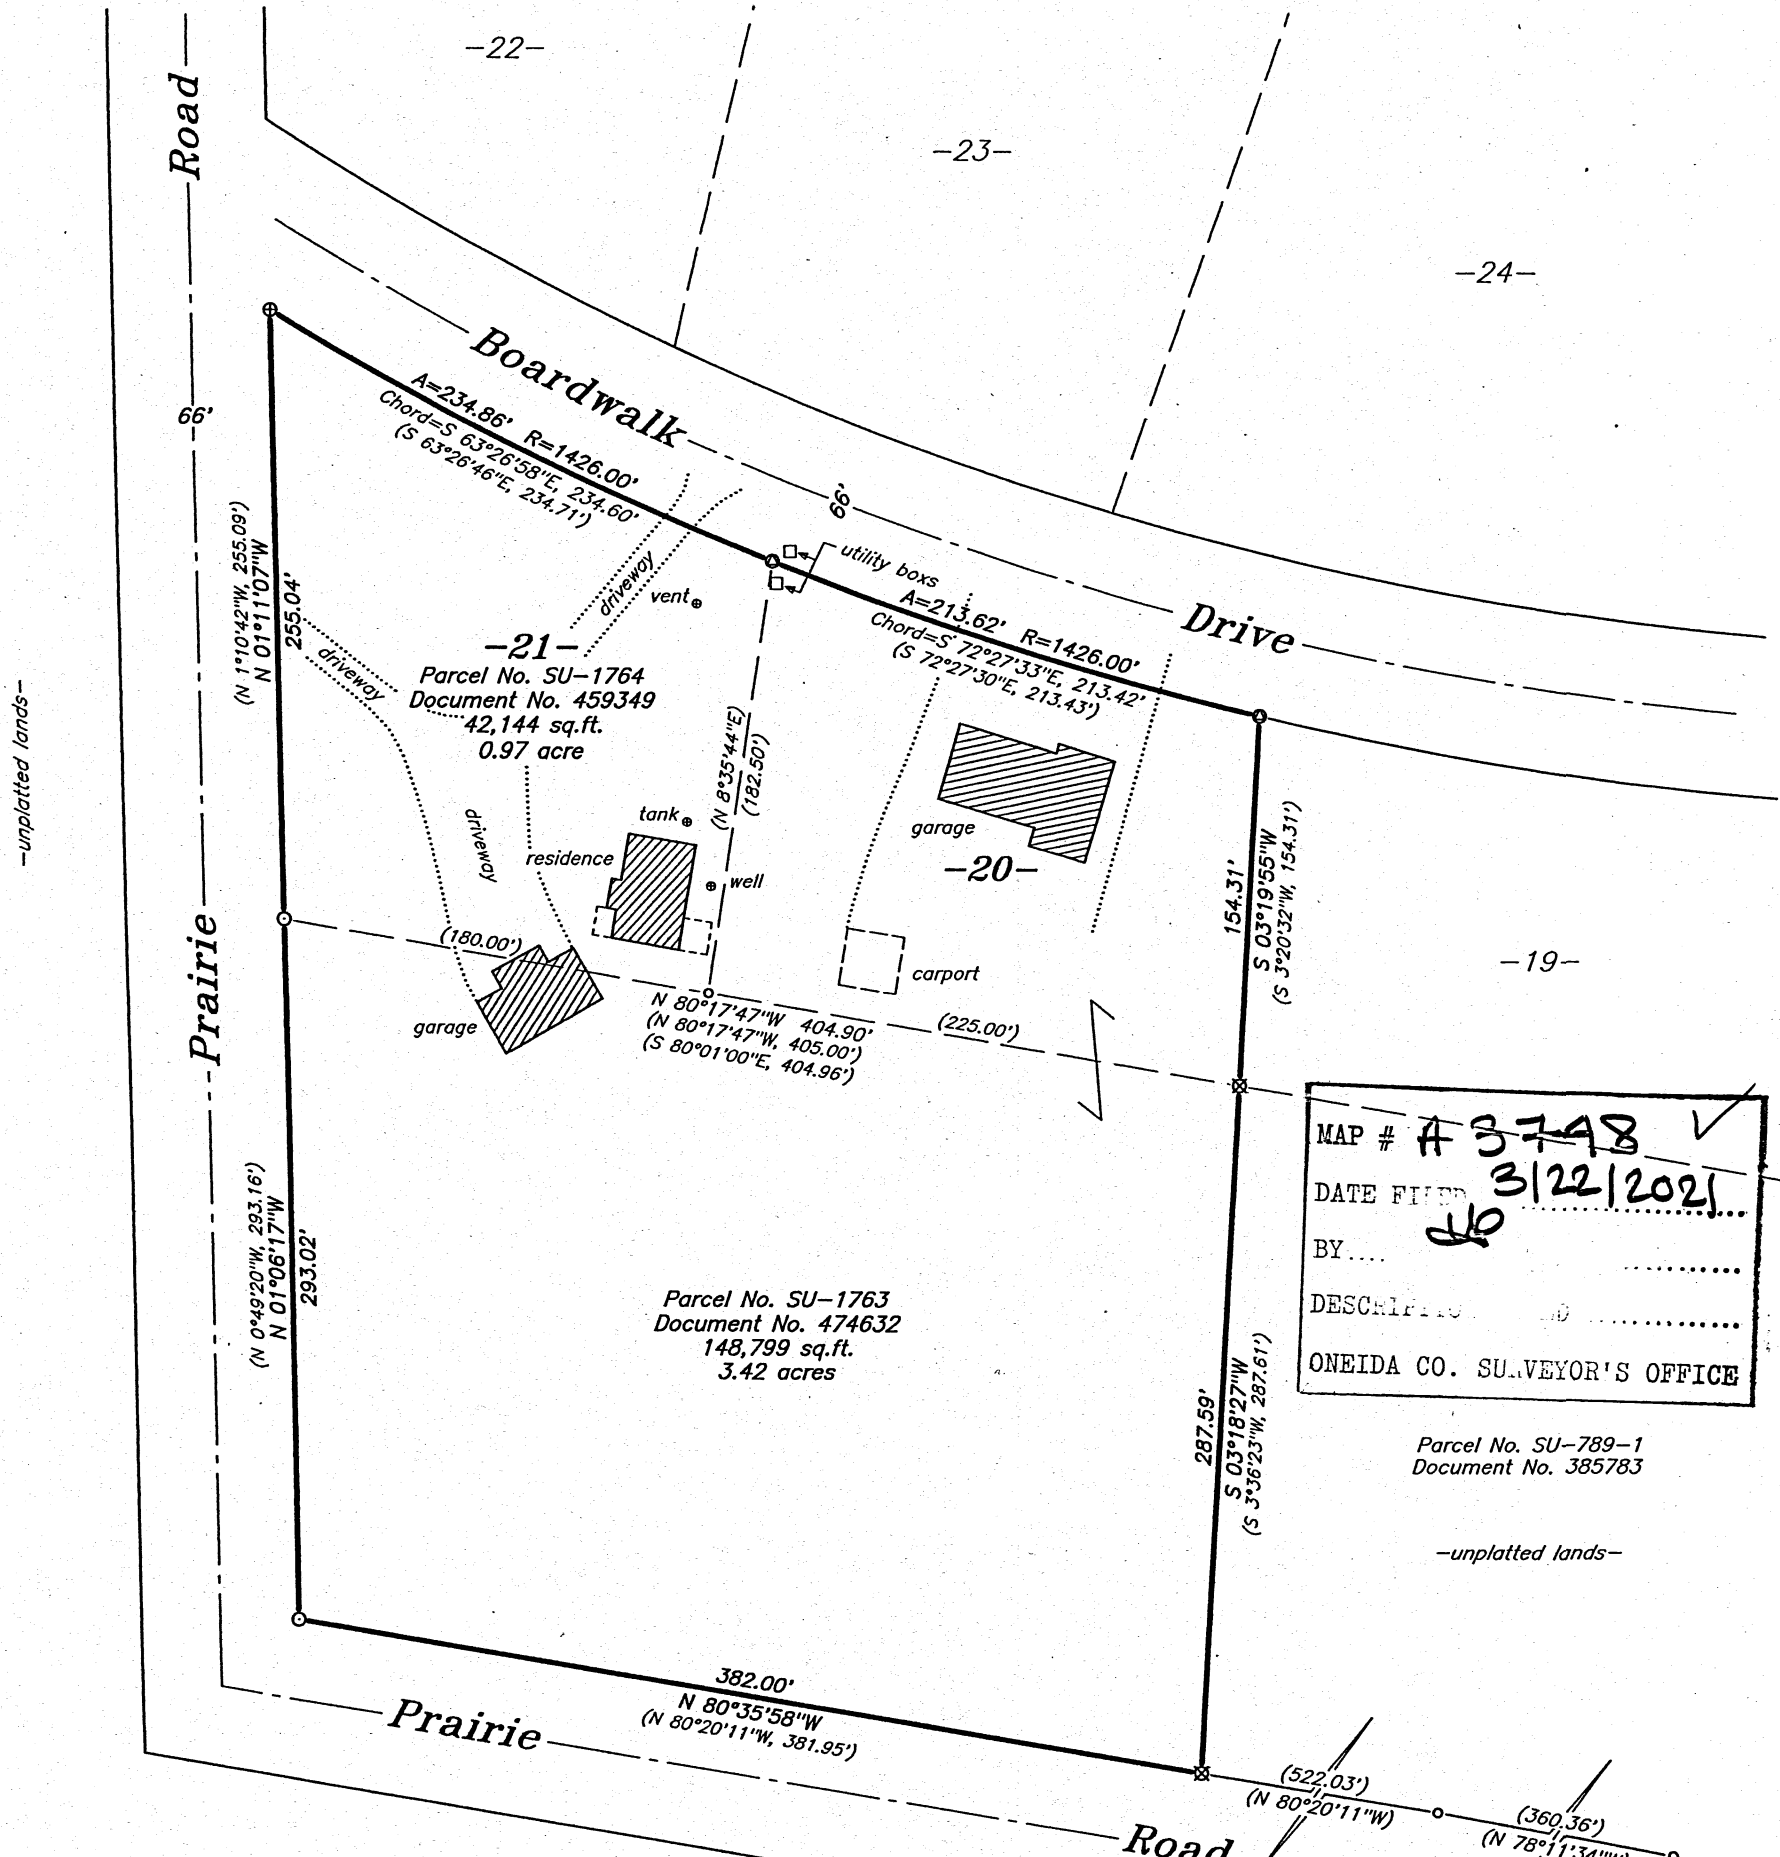 -22-
-23-
-24-
Road
Boardwalk
66'
A=234.86' R=1426.00'
Chord=S 63°26'58"E, 234.60'
(S 63°26'46"E, 234.71')
66'
utility boxs
driveway
vent
A=213.62' R=1426.00'
Chord=S 72°27'33"E, 213.42'
(S 72°27'30"E, 213.43')
Drive
(N 1°10'42"W, 255.09')
N 01°11'07"W
255.04'
driveway
-21-
Parcel No. SU-1764
Document No. 459349
42,144 sq.ft.
0.97 acre
-unplatted lands-
(N 8°35'44"E)
(182.50')
tank
driveway
residence
well
garage
-20-
154.31'
S 03°19'55"W
(S 3°20'32"W, 154.31')
-19-
Prairie
(180.00')
garage
carport
N 80°17'47"W 404.90'
(N 80°17'47"W, 405.00')
(S 80°01'00"E, 404.96')
(225.00')
MAP # A 3748
DATE FILED 3/22/2021
BY....
ONEIDA CO. SURVEYOR'S OFFICE
(N 0°49'20"W, 293.16')
N 01°06'17"W
293.02'
Parcel No. SU-1763
Document No. 474632
148,799 sq.ft.
3.42 acres
287.59'
S 03°18'27"W
(S 3°36'23"W, 287.61')
Parcel No. SU-789-1
Document No. 385783
-unplatted lands-
382.00'
N 80°35'58"W
(N 80°20'11"W, 381.95')
Prairie
Road
(522.03')
(N 80°20'11"W)
(360.36')
(N 78°11'34"W)